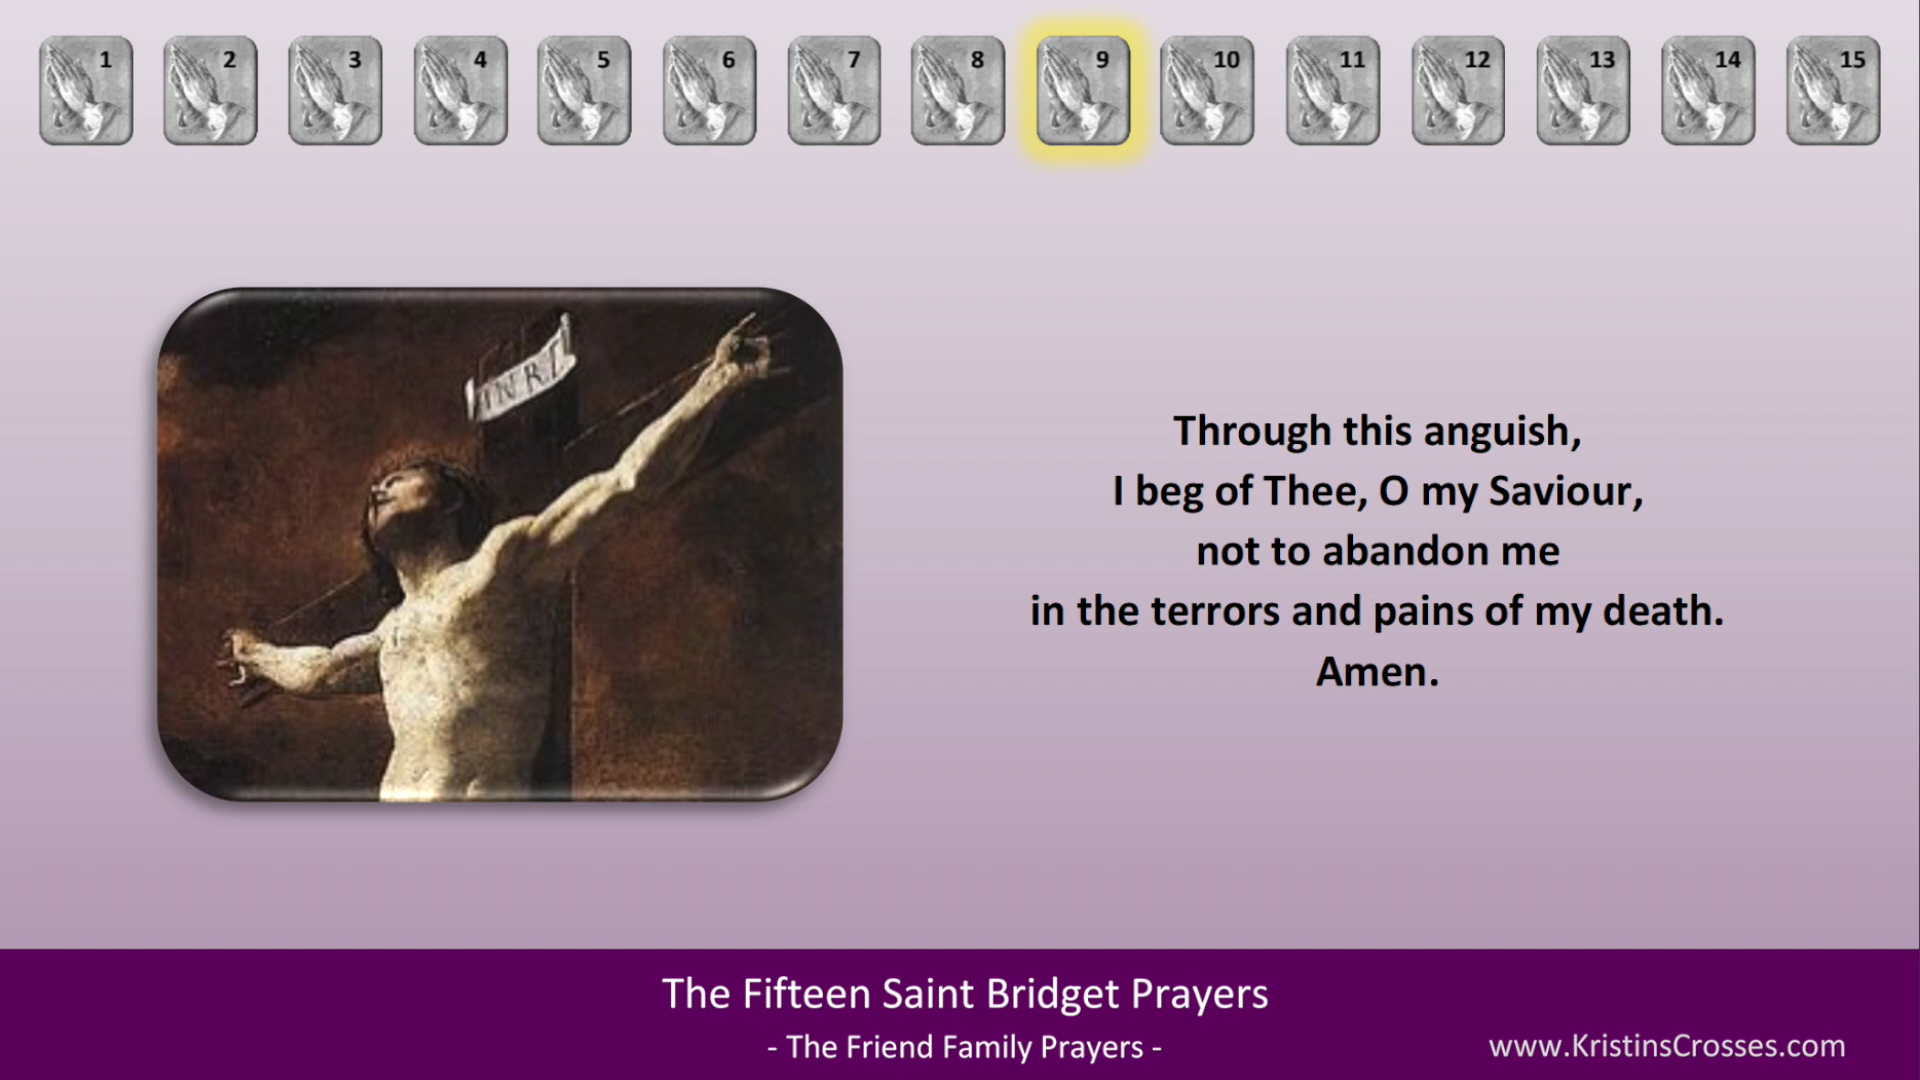 1 2 3 4 5 6 7 8 9 10 11 12 13 14 15
INRI
Through this anguish,
I beg of Thee, O my Saviour,
not to abandon me
in the terrors and pains of my death.
Amen.
The Fifteen Saint Bridget Prayers
- The Friend Family Prayers -
www.KristinsCrosses.com